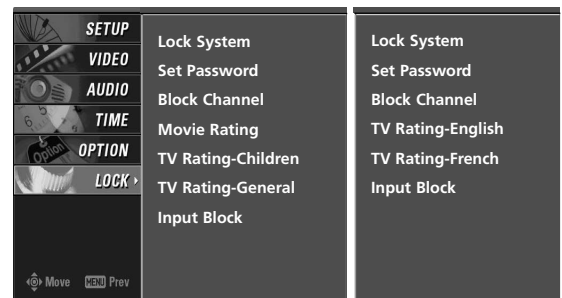 SETUP
VIDEO
AUDIO
TIME
OPTION
LOCK
Move MENU Prev
Lock System
Set Password
Block Channel
Movie Rating
TV Rating-Children
TV Rating-General
Input Block
Lock System
Set Password
Block Channel
TV Rating-English
TV Rating-French
Input Block